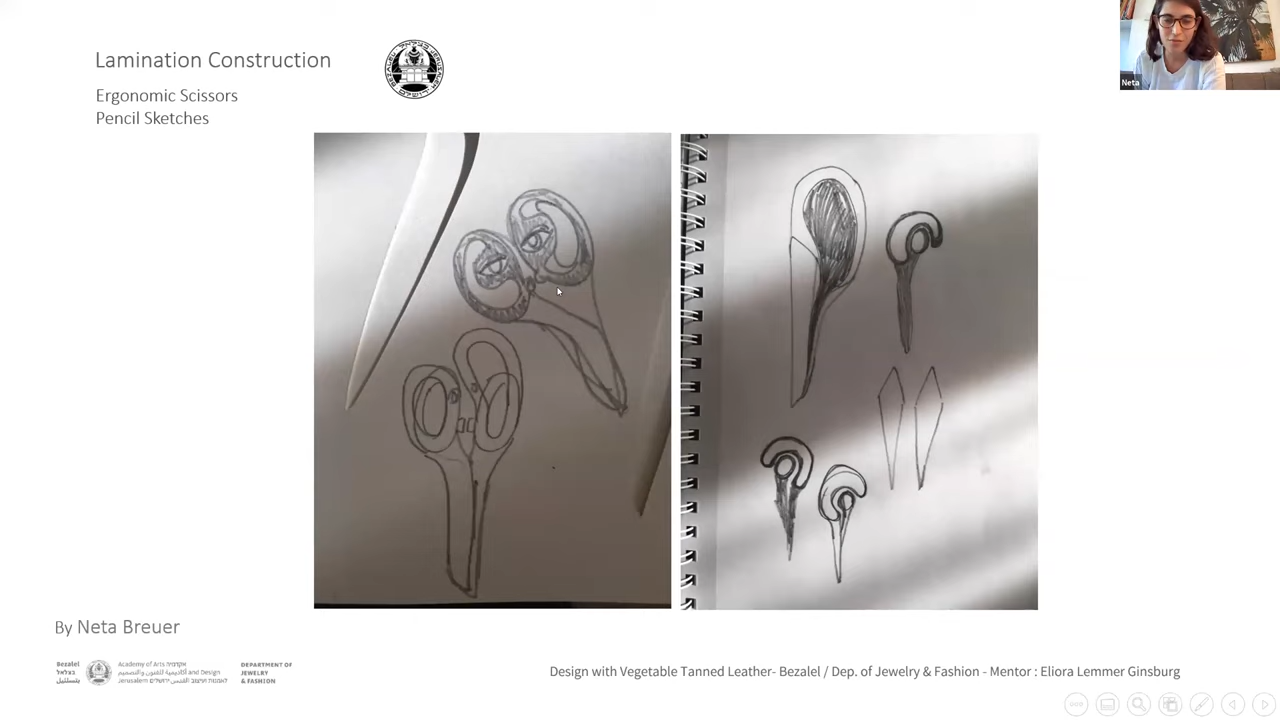 Lamination Construction
Ergonomic Scissors
Pencil Sketches
Neta
By Neta Breuer
Bezalel
בצלאל
Academy of Arts
and Design
Jerusalem
DEPARTMENT OF
JEWELRY
& FASHION
Design with Vegetable Tanned Leather- Bezalel / Dep. of Jewelry & Fashion - Mentor : Eliora Lemmer Ginsburg